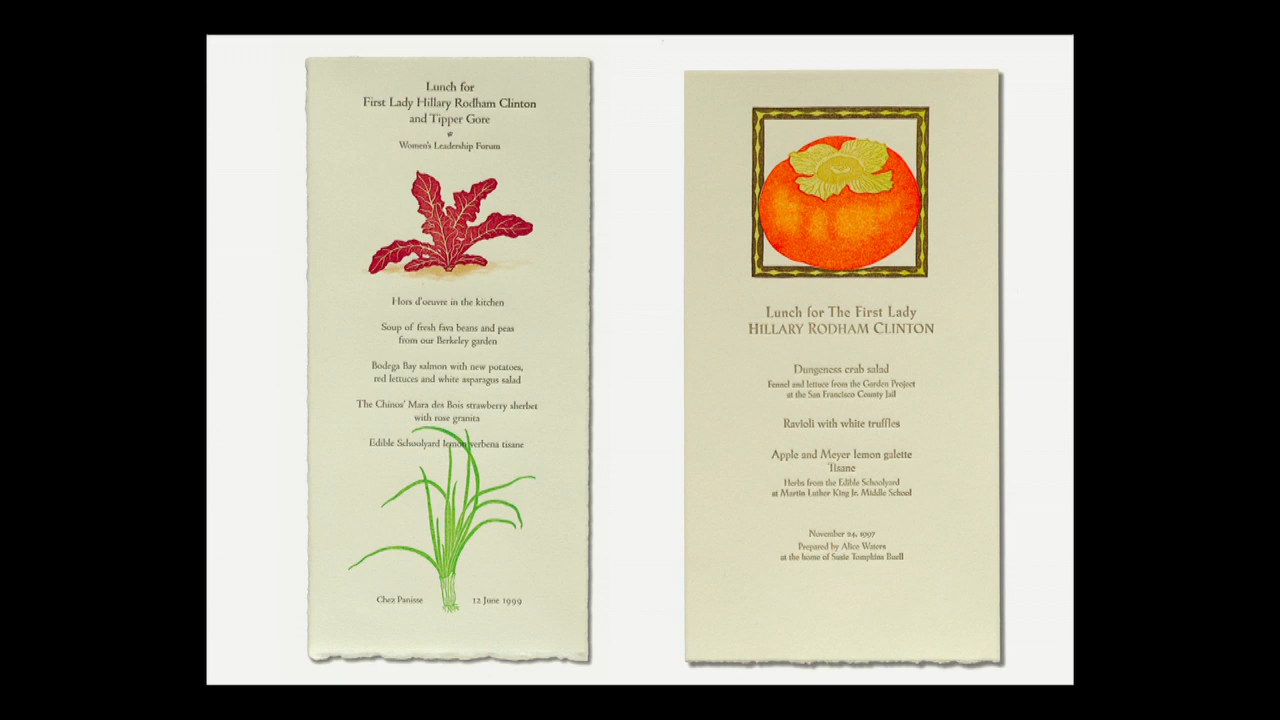 Lunch for
First Lady Hillary Rodham Clinton
and Tipper Gore
Women's Leadership Forum
Hors d'oeuvre in the kitchen
Soup of fresh fava beans and peas
from our Berkeley garden
Bodega Bay salmon with new potatoes,
red lettuces and white asparagus salad
The Chinos' Mara des Bois strawberry sherbet
with rose granita
Edible Schoolyard lemon verbena tisane
Chez Panisse 12 June 1999
Lunch for The First Lady
HILLARY RODHAM CLINTON
Dungeness crab salad
Fennel and lettuce from the Garden Project
at the San Francisco County Jail
Ravioli with white truffles
Apple and Meyer lemon galette
Tisane
Herbs from the Edible Schoolyard
at Martin Luther King Jr. Middle School
November 24, 1997
Prepared by Alice Waters
at the home of Susie Tompkins Buell